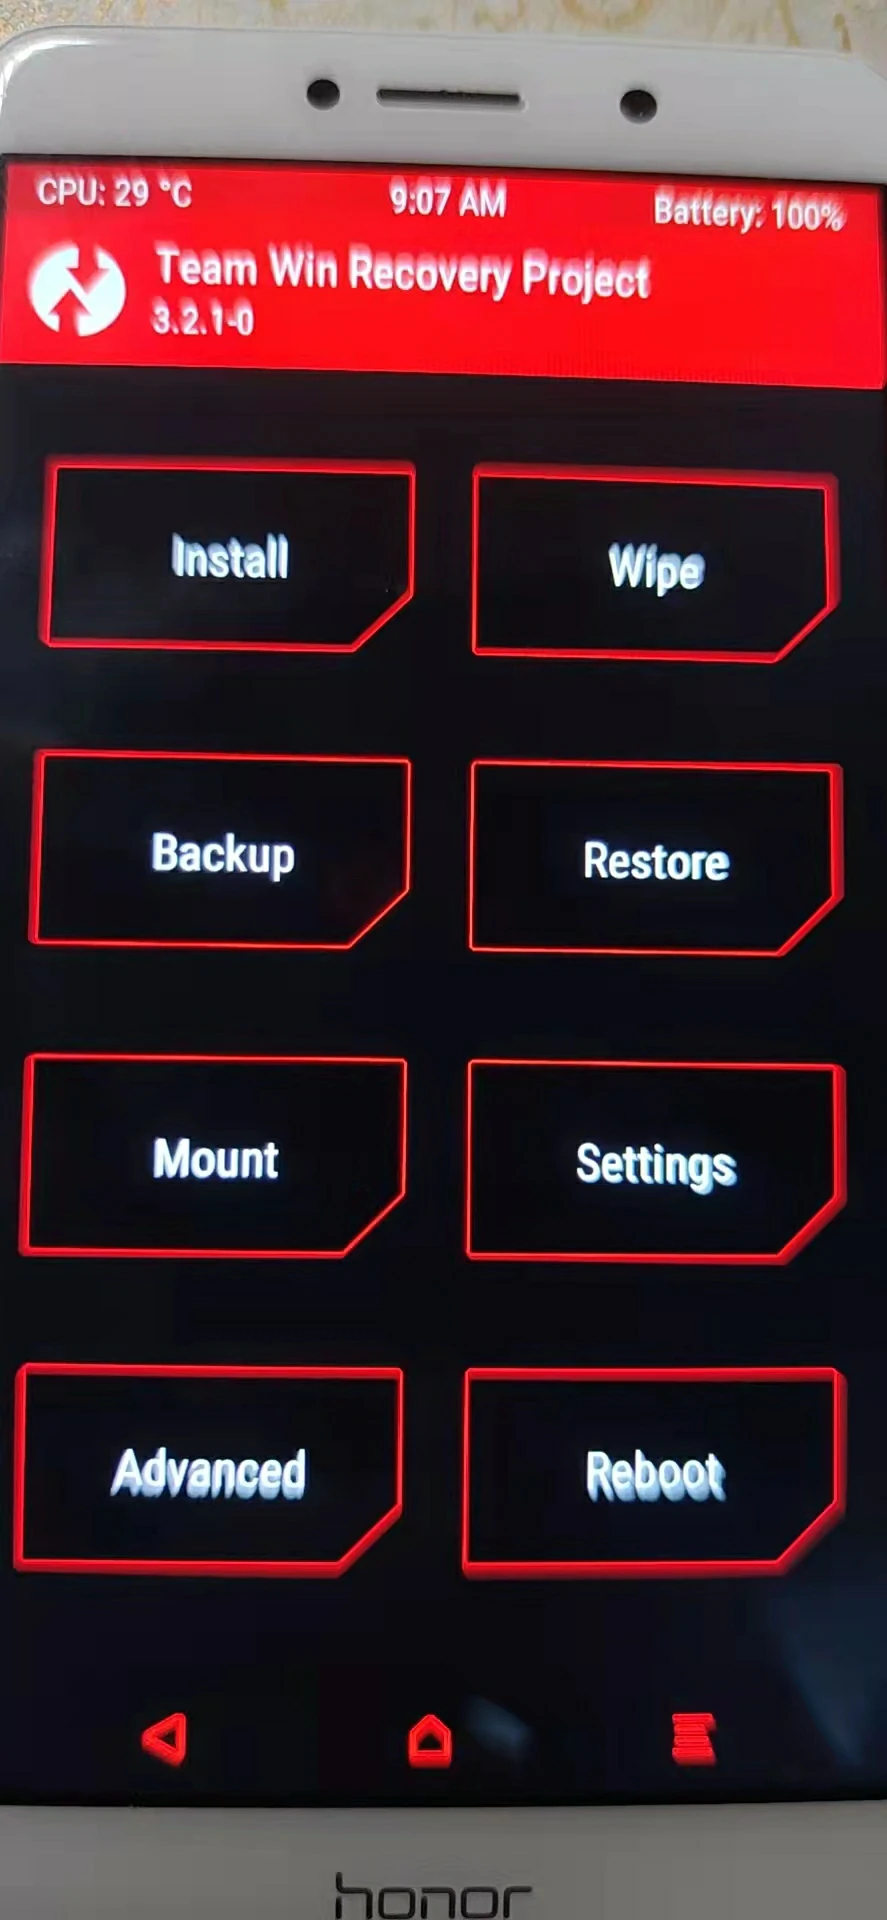 CPU: 29 °C 9:07 AM Battery: 100%
Team Win Recovery Project
3.2.1-0
Install Wipe
Backup Restore
Mount Settings
Advanced Reboot
honor